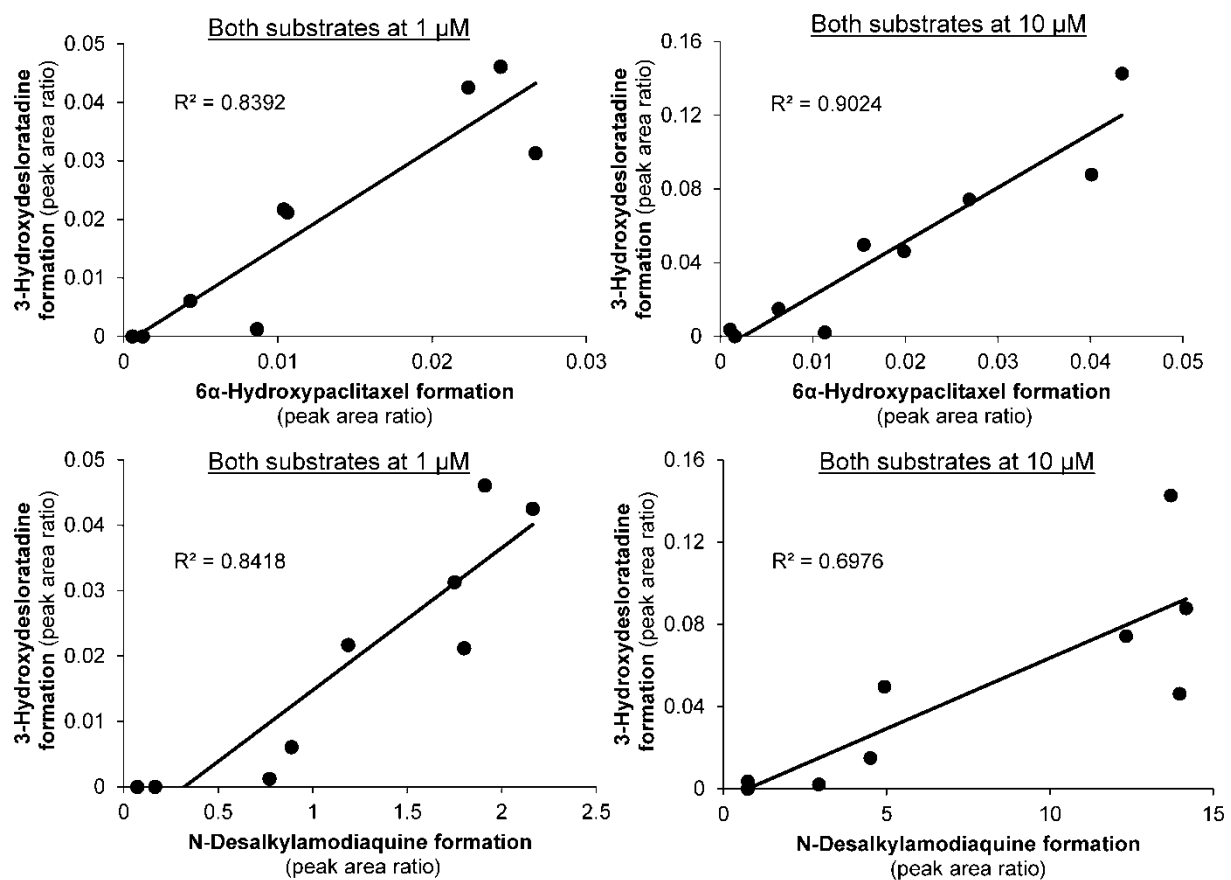 Both substrates at 1 µM
3-Hydroxydesloratadine
formation (peak area ratio)
0.05
0.04
0.03
0.02
0.01
0
R² = 0.8392
0
0.01
0.02
0.03
6α-Hydroxypaclitaxel formation
(peak area ratio)
Both substrates at 10 µM
3-Hydroxydesloratadine
formation (peak area ratio)
0.16
0.12
0.08
0.04
0
R² = 0.9024
0
0.01
0.02
0.03
0.04
0.05
6α-Hydroxypaclitaxel formation
(peak area ratio)
Both substrates at 1 µM
3-Hydroxydesloratadine
formation (peak area ratio)
0.05
0.04
0.03
0.02
0.01
0
R² = 0.8418
0
0.5
1
1.5
2
2.5
N-Desalkylamodiaquine formation
(peak area ratio)
Both substrates at 10 µM
3-Hydroxydesloratadine
formation (peak area ratio)
0.16
0.12
0.08
0.04
0
R² = 0.6976
0
5
10
15
N-Desalkylamodiaquine formation
(peak area ratio)